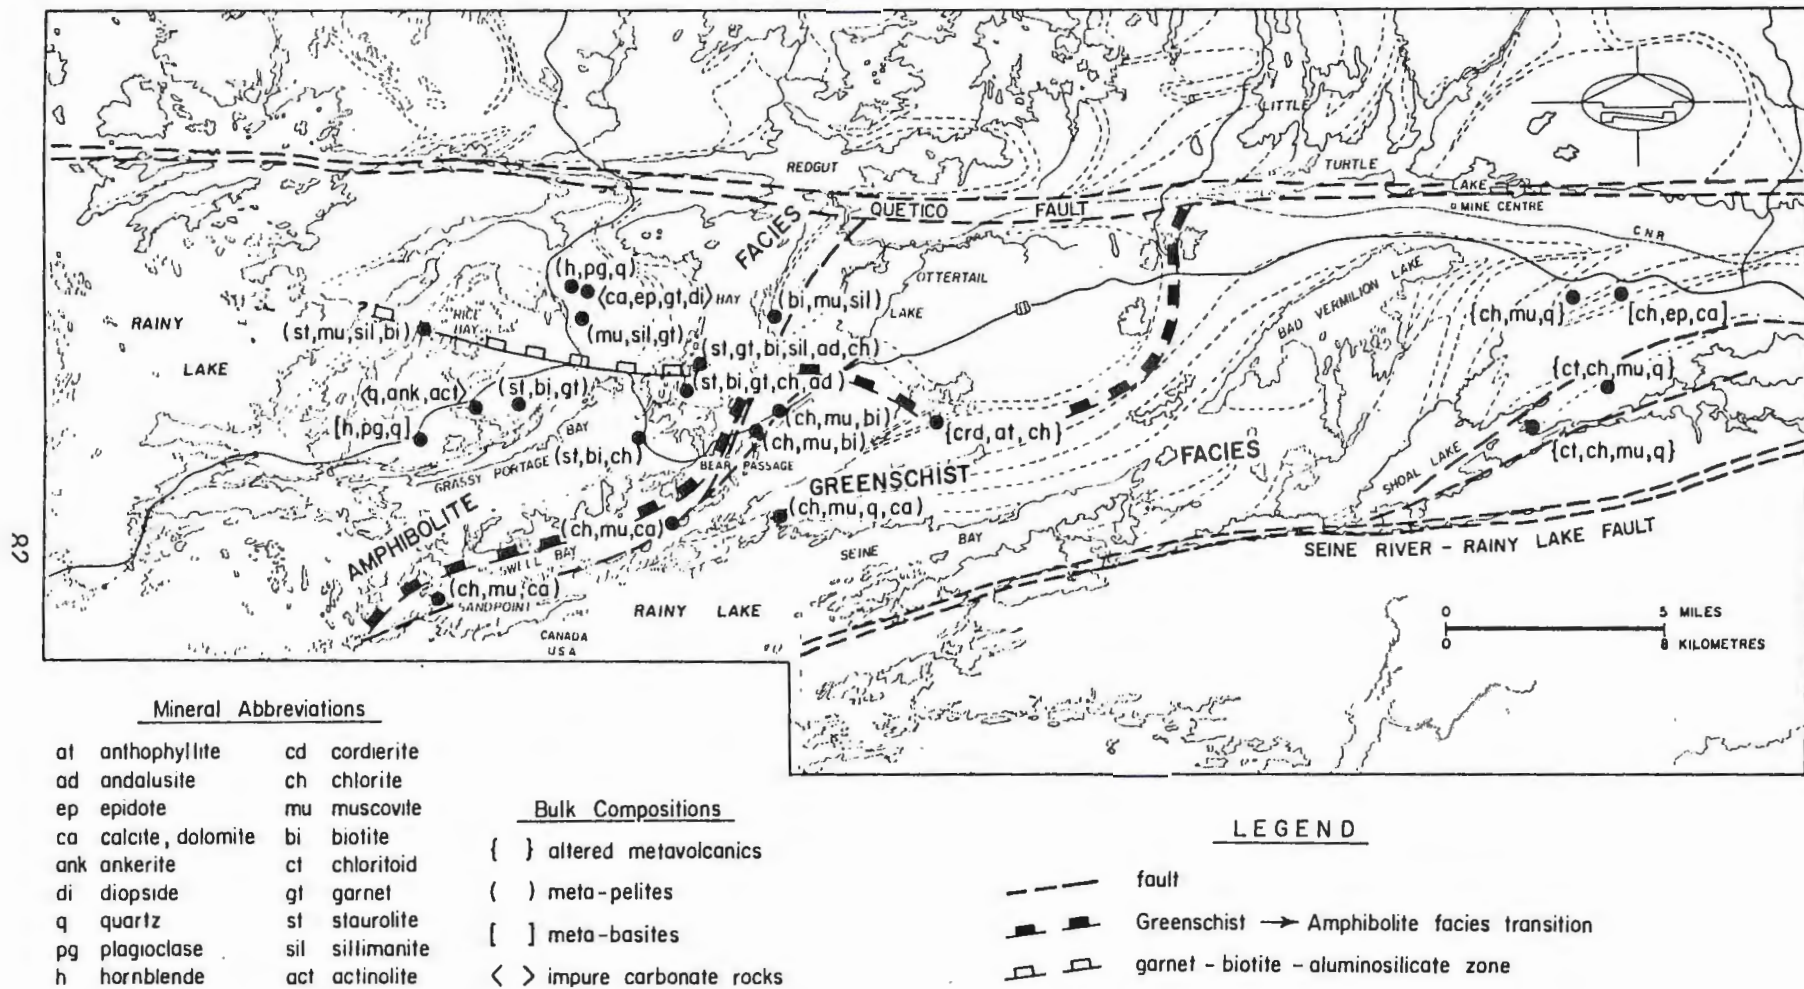 LITTLE
TURTLE
LAKE
REDGUT
QUETICO FAULT
MINE CENTRE
CNR
FACIES
OTTERTAIL
LAKE
(h,pg,q)
⟨ca,ep,gt,di⟩
BAY
(bi,mu,sil)
(mu,sil,gt)
RAINY
LAKE
RICE
BAY
(st,mu,sil,bi)
BAD VERMILION LAKE
{ch,mu,q}
[ch,ep,ca]
(st,gt,bi,sil,ad,ch)
(st,bi,gt,ch,ad)
{ct,ch,mu,q}
⟨q,ank,act⟩
(st,bi,gt)
(ch,mu,bi)
(ch,mu,bi)
{crd,at,ch}
[h,pg,q]
(st,bi,ch)
{ct,ch,mu,q}
GRASSY PORTAGE BAY
BEAR PASSAGE
GREENSCHIST FACIES
SHOAL LAKE
AMPHIBOLITE
(ch,mu,ca)
(ch,mu,q,ca)
SEINE BAY
SEINE RIVER – RAINY LAKE FAULT
SWELL BAY
(ch,mu,ca)
SANDPOINT
RAINY LAKE
CANADA
USA
0 5 MILES
0 8 KILOMETRES
82
Mineral Abbreviations
at anthophyllite cd cordierite
ad andalusite ch chlorite
ep epidote mu muscovite
ca calcite, dolomite bi biotite
ank ankerite ct chloritoid
di diopside gt garnet
q quartz st staurolite
pg plagioclase sil sillimanite
h hornblende act actinolite
Bulk Compositions
{ } altered metavolcanics
( ) meta-pelites
[ ] meta-basites
⟨ ⟩ impure carbonate rocks
LEGEND
fault
Greenschist → Amphibolite facies transition
garnet – biotite – aluminosilicate zone